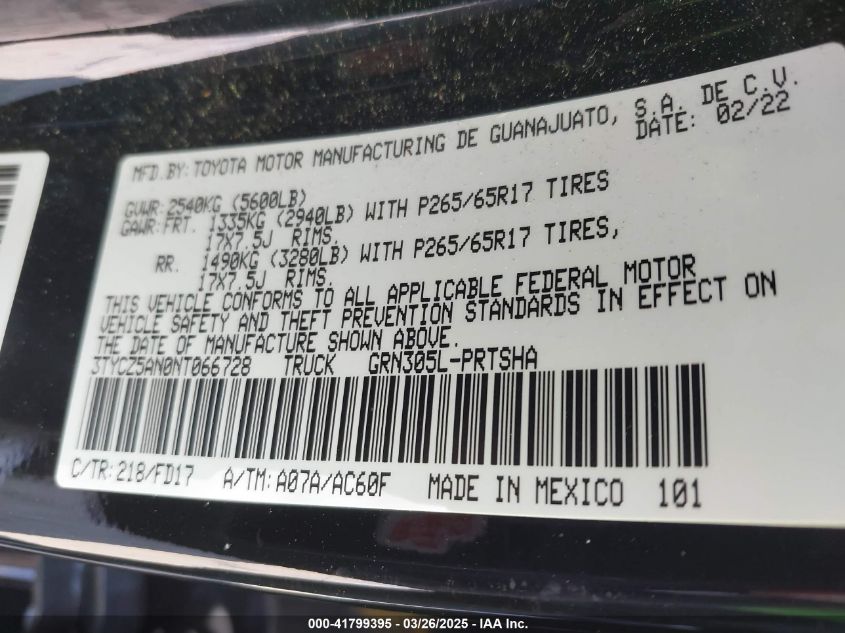 MFD.BY: TOYOTA MOTOR MANUFACTURING DE GUANAJUATO, S.A. DE C.V.
DATE: 02/22
GVWR: 2540KG (5600LB)
GAWR: FRT. 1335KG (2940LB) WITH P265/65R17 TIRES
17X7.5J RIMS.
RR. 1490KG (3280LB) WITH P265/65R17 TIRES,
17X7.5J RIMS.
THIS VEHICLE CONFORMS TO ALL APPLICABLE FEDERAL MOTOR
VEHICLE SAFETY AND THEFT PREVENTION STANDARDS IN EFFECT ON
THE DATE OF MANUFACTURE SHOWN ABOVE.
3TYCZ5AN0NT066728 TRUCK GRN305L-PRTSHA
C/TR: 218/FD17 A/TM: A07A/AC60F MADE IN MEXICO 101
000-41799395 - 03/26/2025 - IAA Inc.